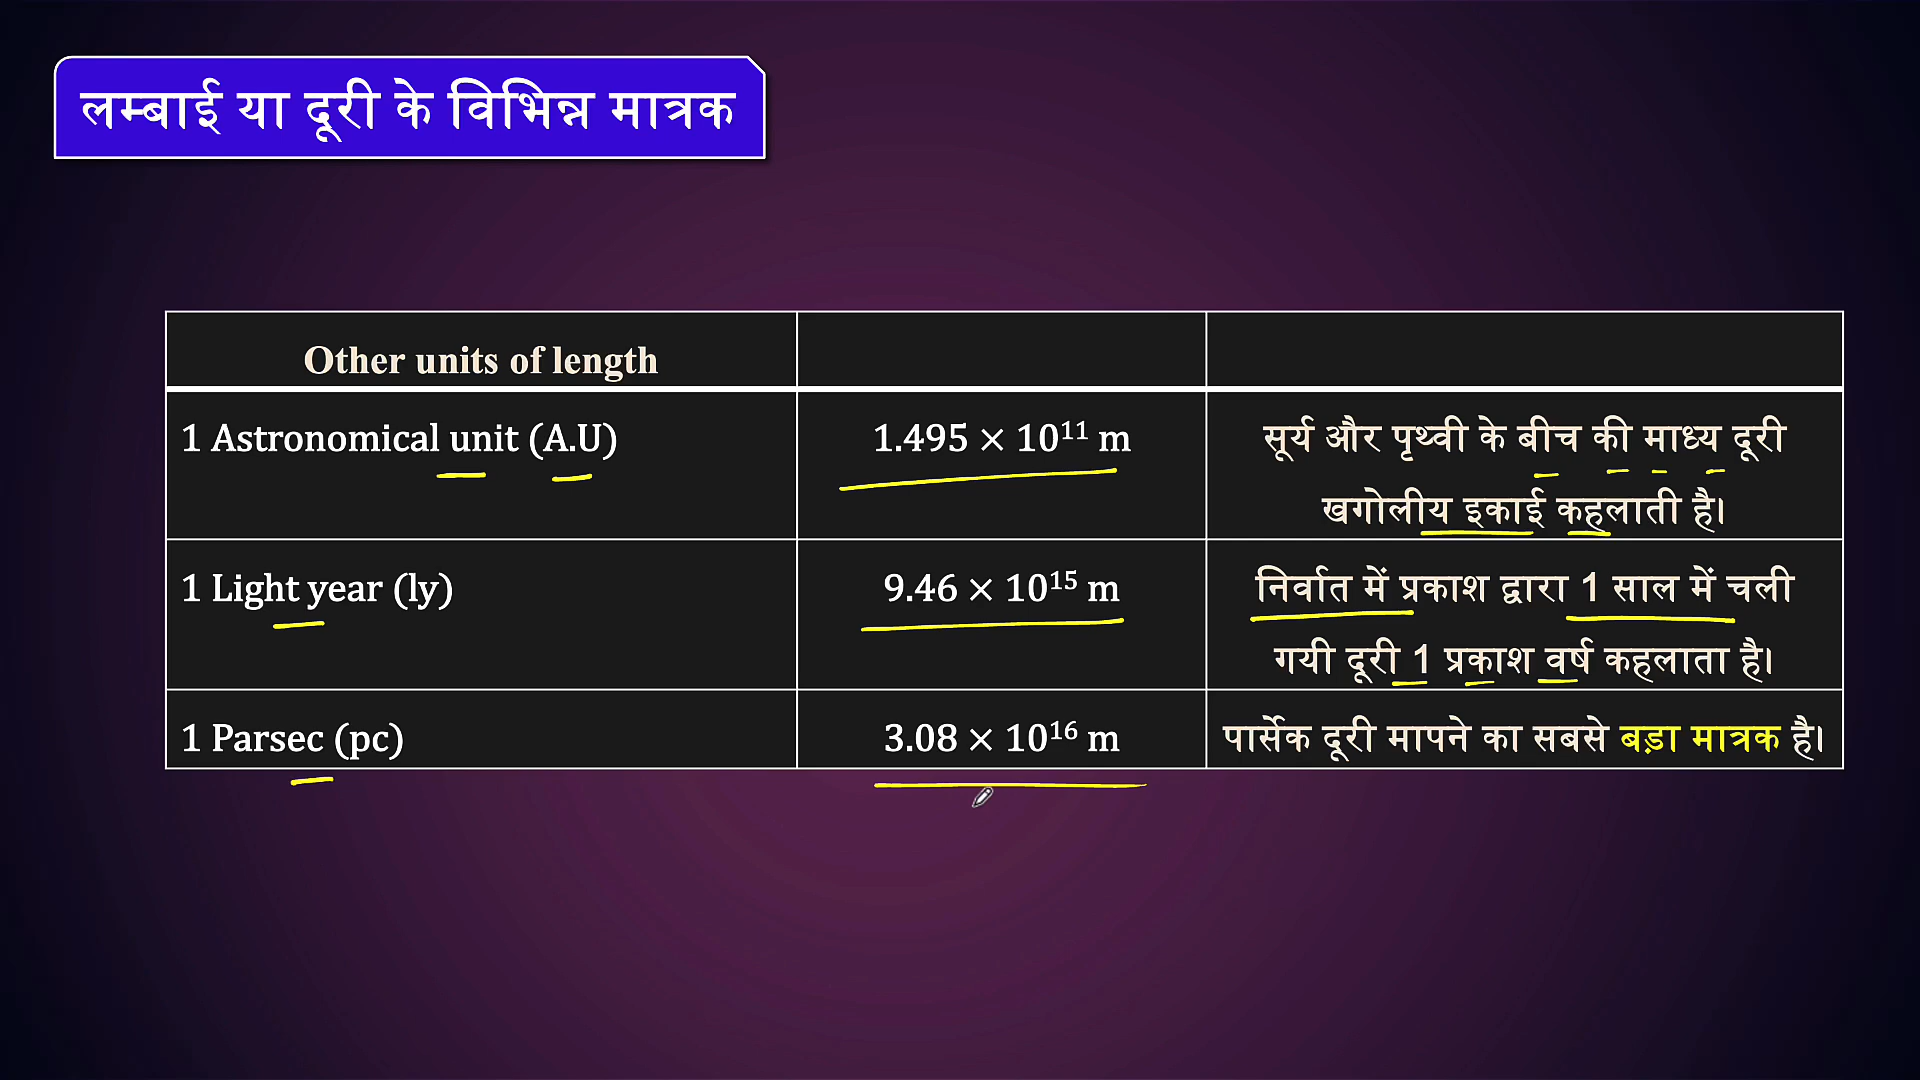 लम्बाई या दूरी के विभिन्न मात्रक
Other units of length
1 Astronomical unit (A.U)
1.495 × 10¹¹ m
सूर्य और पृथ्वी के बीच की माध्य दूरी
खगोलीय इकाई कहलाती है।
1 Light year (ly)
9.46 × 10¹⁵ m
निर्वात में प्रकाश द्वारा 1 साल में चली
गयी दूरी 1 प्रकाश वर्ष कहलाता है।
1 Parsec (pc)
3.08 × 10¹⁶ m
पार्सेक दूरी मापने का सबसे बड़ा मात्रक है।